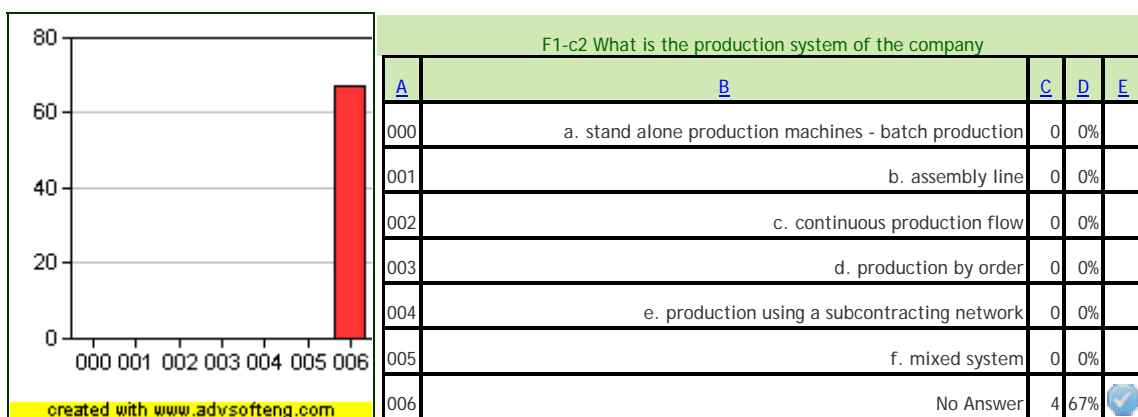 80
60
40
20
0
000 001 002 003 004 005 006
created with www.advsofteng.com
F1-c2 What is the production system of the company
A B C D E
000 a. stand alone production machines - batch production 0 0%
001 b. assembly line 0 0%
002 c. continuous production flow 0 0%
003 d. production by order 0 0%
004 e. production using a subcontracting network 0 0%
005 f. mixed system 0 0%
006 No Answer 4 67%